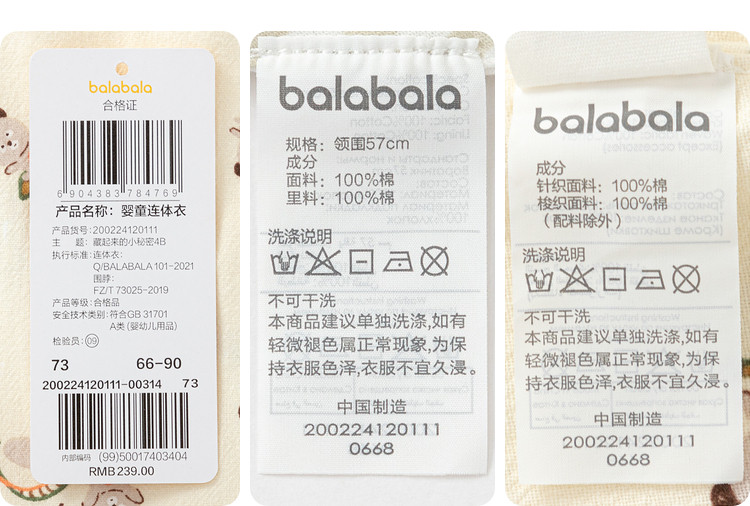 balabala
合格证
6 904383 784769
产品名称：婴童连体衣
产品货号：200224120111
主 题：藏起来的小秘密4B
执行标准：连体衣：
Q/BALABALA 101-2021
围脖：
FZ/T 73025-2019
产品等级：合格品
安全技术类别：符合GB 31701
A类（婴幼儿用品）
检验员：09
73 66-90
200224120111-00314 73
内部编码 (99)50017403404
RMB239.00
balabala
规格：领围57cm
成分
面料：100%棉
里料：100%棉
洗涤说明
不可干洗
本商品建议单独洗涤,如有
轻微褪色属正常现象,为保
持衣服色泽,衣服不宜久浸。
中国制造
200224120111
0668
balabala
成分
针织面料：100%棉
梭织面料：100%棉
（配料除外）
洗涤说明
不可干洗
本商品建议单独洗涤,如有
轻微褪色属正常现象,为保
持衣服色泽,衣服不宜久浸。
中国制造
200224120111
0668